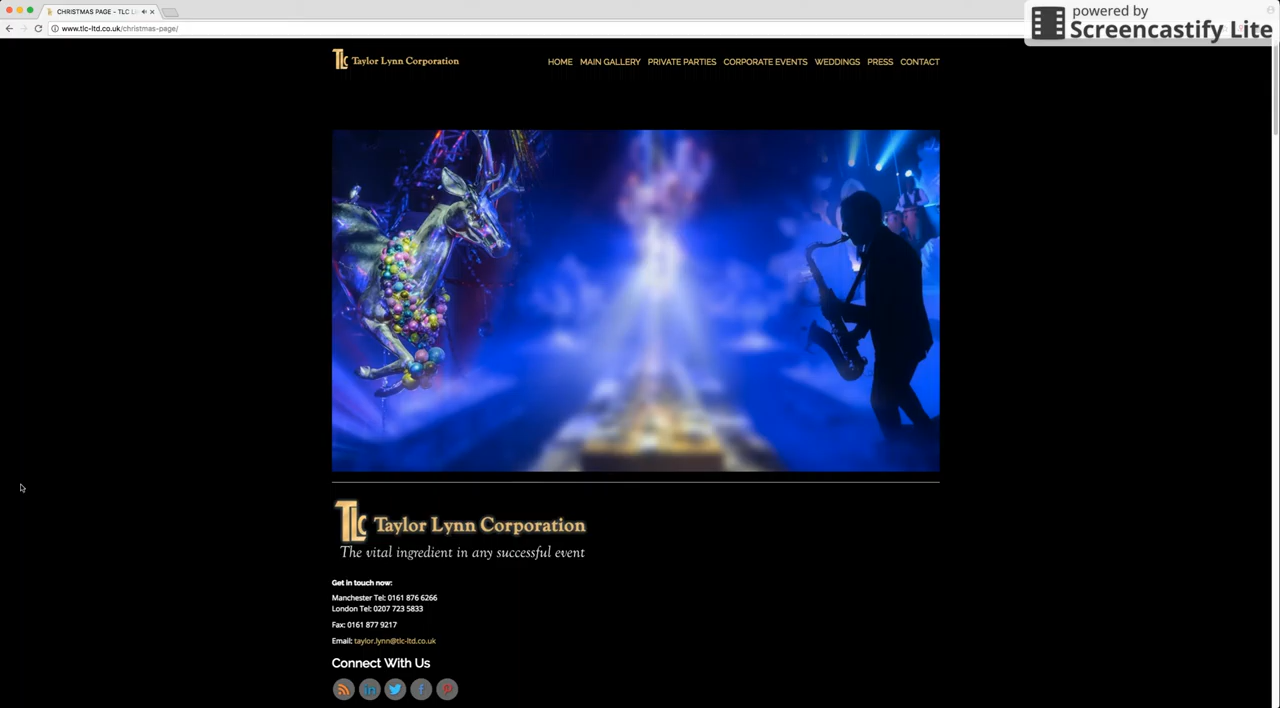 CHRISTMAS PAGE - TLC L
www.tlc-ltd.co.uk/christmas-page/
powered by
Screencastify Lite
TLC Taylor Lynn Corporation
HOME MAIN GALLERY PRIVATE PARTIES CORPORATE EVENTS WEDDINGS PRESS CONTACT
TLC Taylor Lynn Corporation
The vital ingredient in any successful event
Get in touch now:
Manchester Tel: 0161 876 6266
London Tel: 0207 723 5833
Fax: 0161 877 9217
Email: taylor.lynn@tlc-ltd.co.uk
Connect With Us